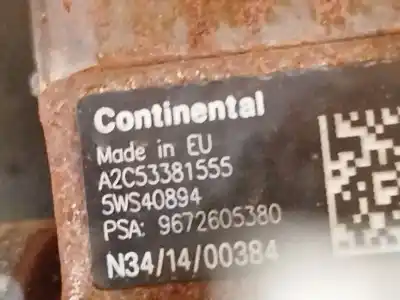 Continental
Made in EU
A2C53381555
5WS40894
PSA: 9672605380
N34/14/00384